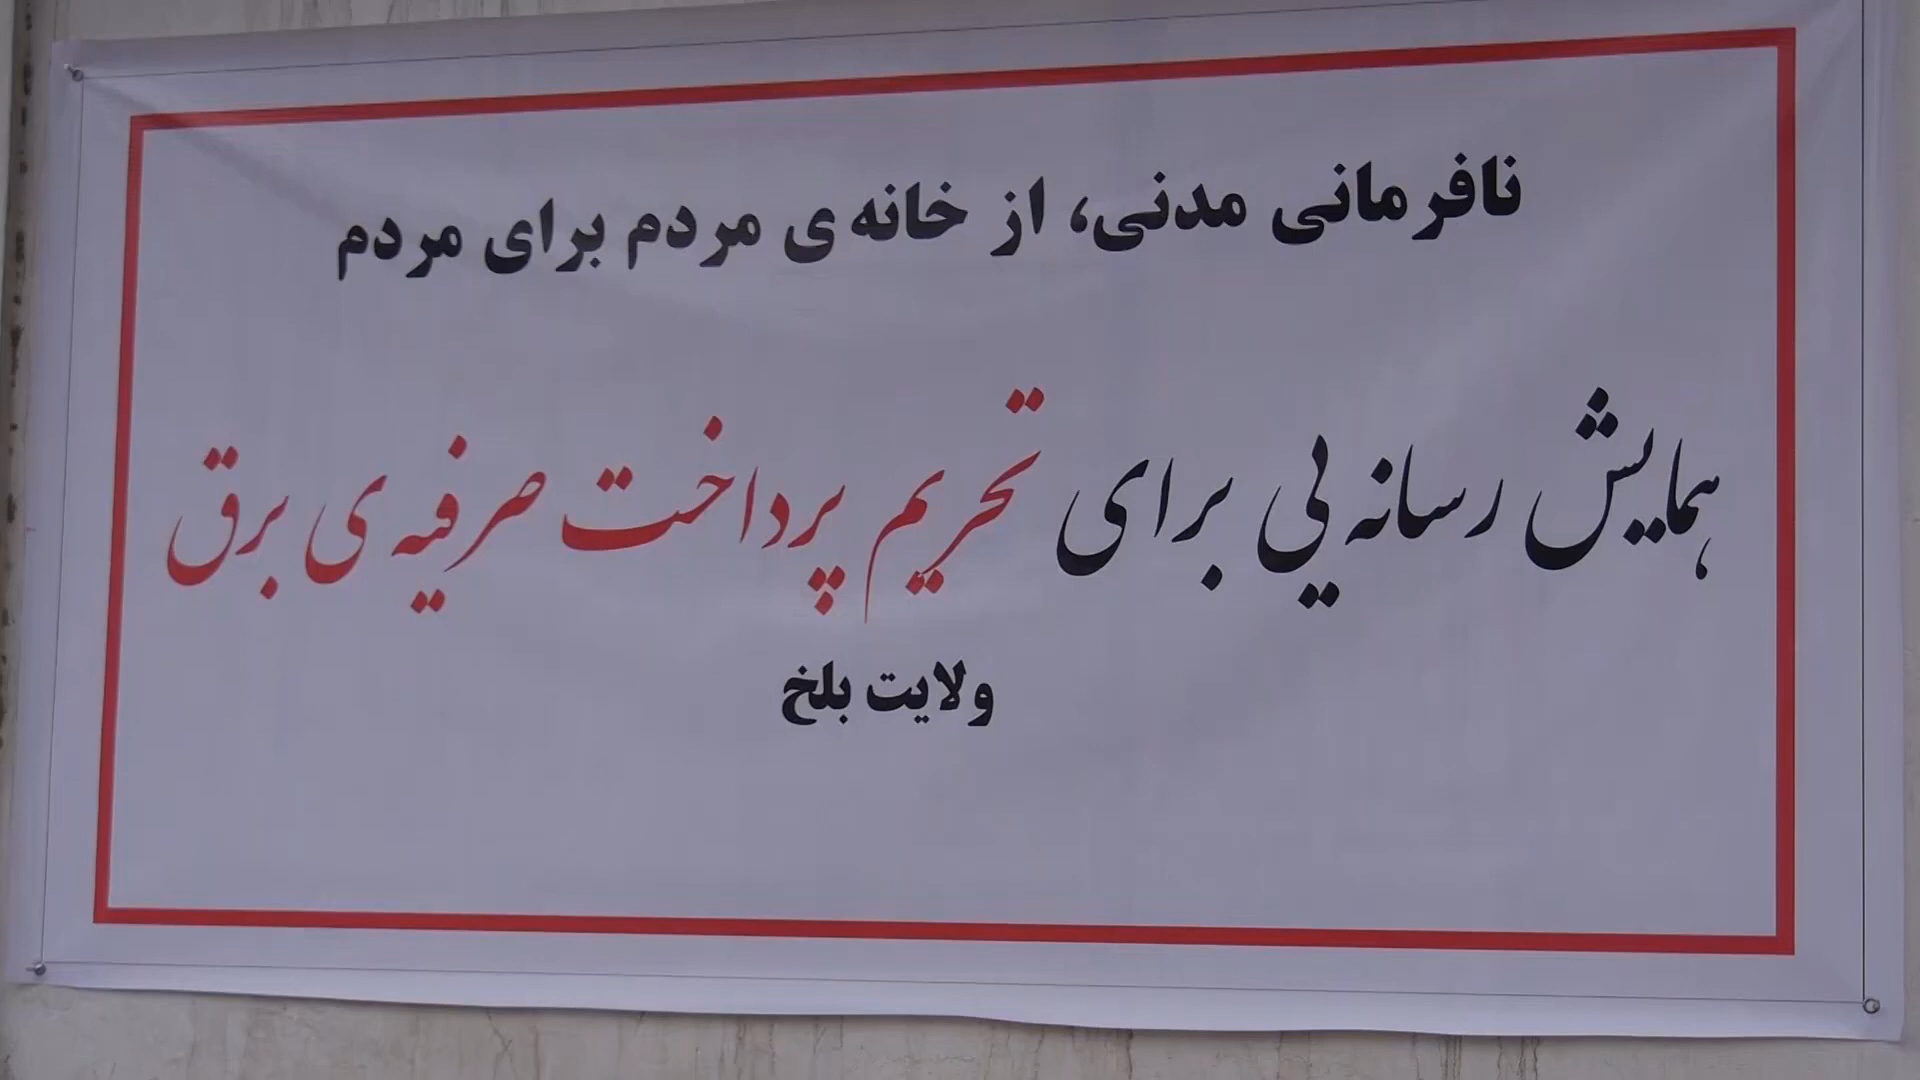 نافرمانی مدنی، از خانه ی مردم برای مردم
همایش رسانه یی برای تحریم پرداخت صرفیه ی برق
ولایت بلخ